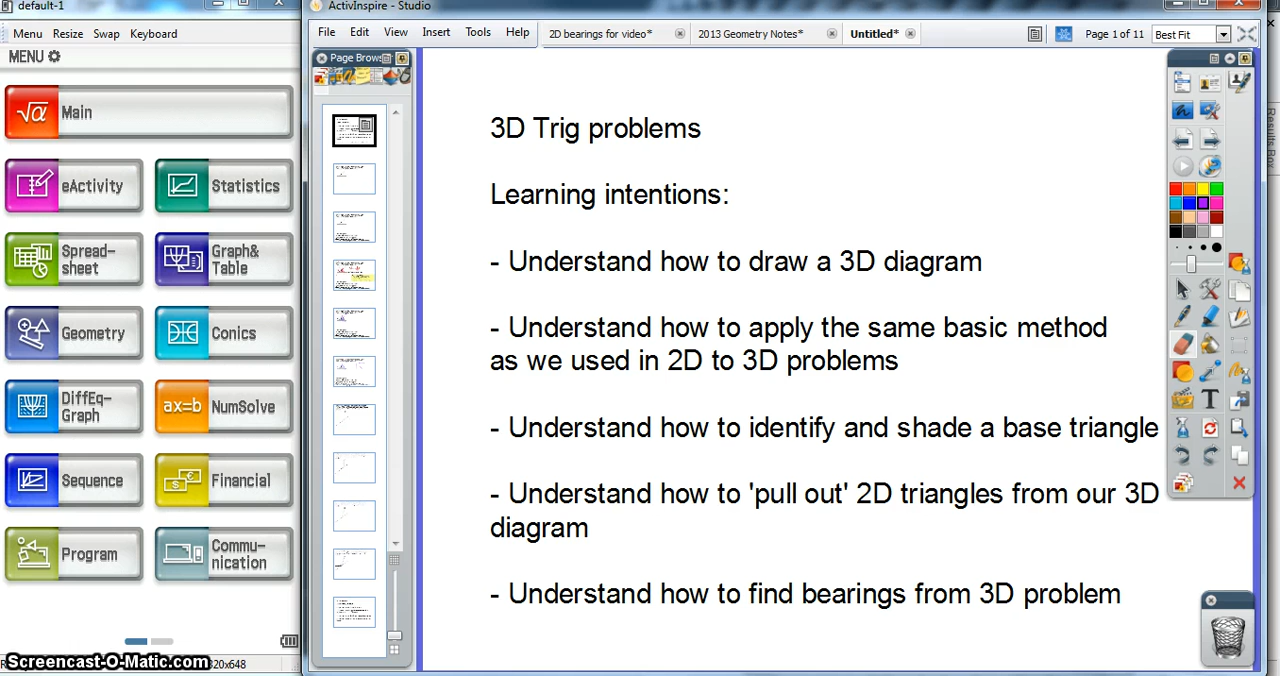 default-1
ActivInspire - Studio
Menu Resize Swap Keyboard
File Edit View Insert Tools Help
2D bearings for video*
2013 Geometry Notes*
Untitled*
Page 1 of 11
Best Fit
MENU
Page Brows
√α Main
eActivity
Statistics
Spread-
sheet
Graph&
Table
Geometry
Conics
DiffEq-
Graph
ax=b NumSolve
Sequence
Financial
Program
Commu-
nication
3D Trig problems
Learning intentions:
- Understand how to draw a 3D diagram
- Understand how to apply the same basic method
as we used in 2D to 3D problems
- Understand how to identify and shade a base triangle
- Understand how to 'pull out' 2D triangles from our 3D
diagram
- Understand how to find bearings from 3D problem
Results Box
Screencast-O-Matic.com
320x648